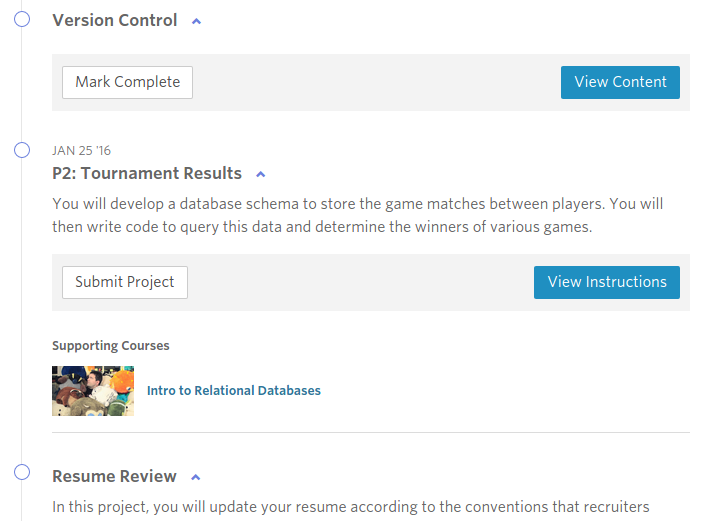 Version Control
Mark Complete
View Content
JAN 25 '16
P2: Tournament Results
You will develop a database schema to store the game matches between players. You will
then write code to query this data and determine the winners of various games.
Submit Project
View Instructions
Supporting Courses
Intro to Relational Databases
Resume Review
In this project, you will update your resume according to the conventions that recruiters